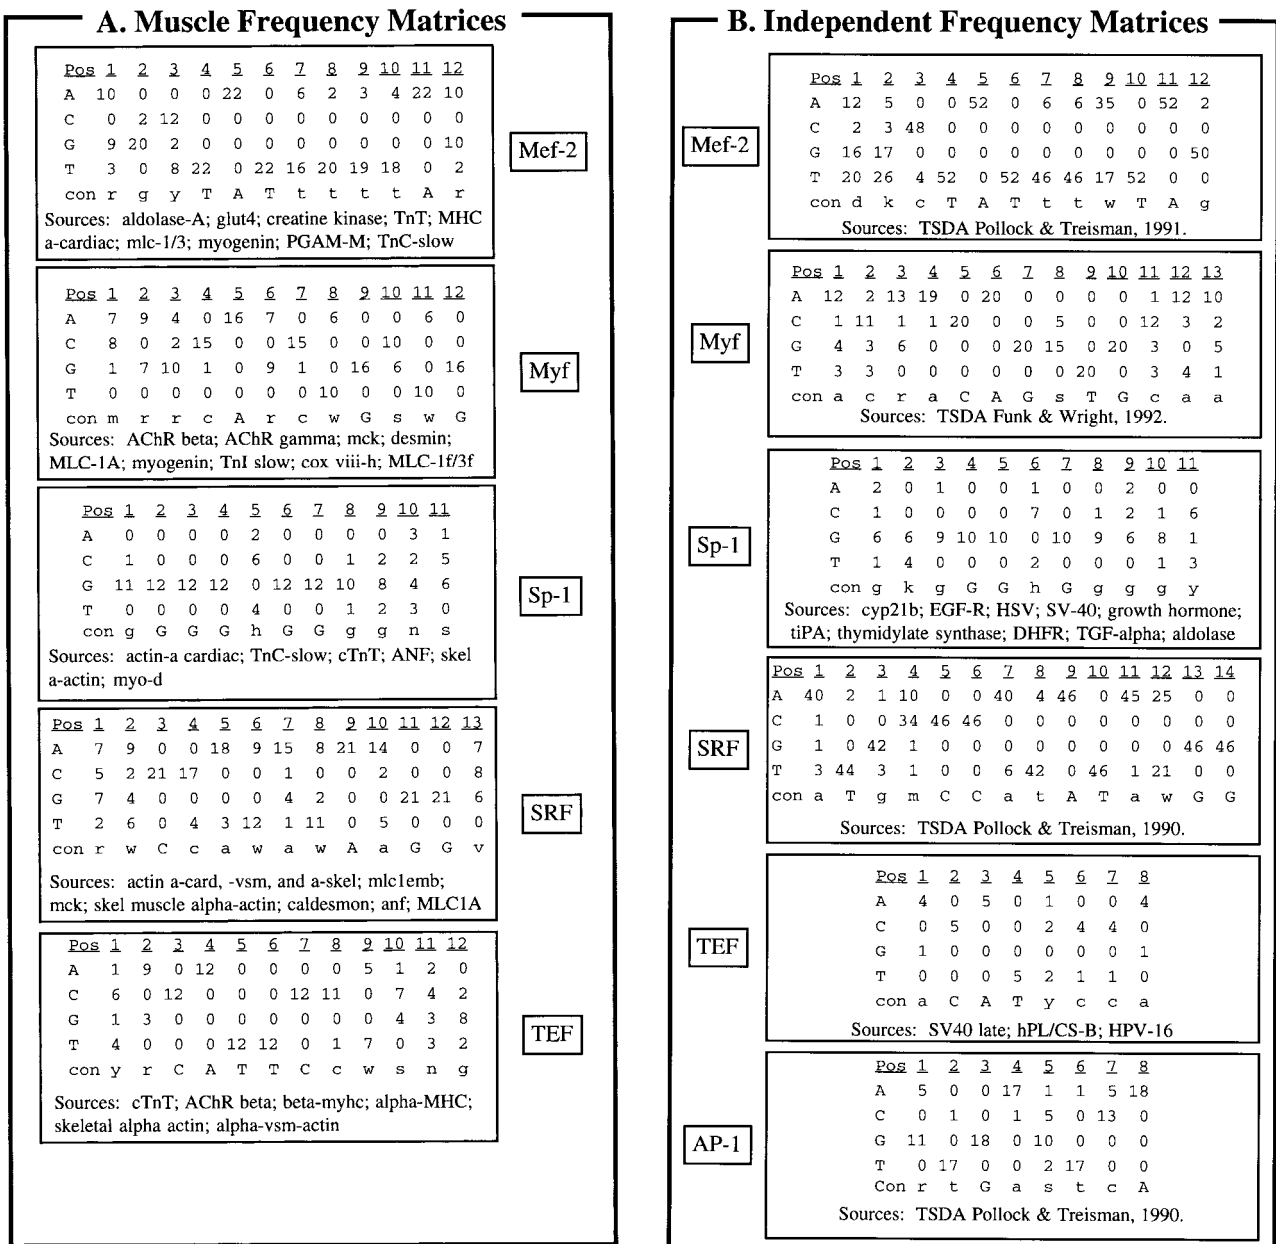 A. Muscle Frequency Matrices
Pos 1 2 3 4 5 6 7 8 9 10 11 12
A 10 0 0 0 22 0 6 2 3 4 22 10
C 0 2 12 0 0 0 0 0 0 0 0 0
G 9 20 2 0 0 0 0 0 0 0 0 10
T 3 0 8 22 0 22 16 20 19 18 0 2
con r g y T A T t t t t A r
Sources: aldolase-A; glut4; creatine kinase; TnT; MHC
a-cardiac; mlc-1/3; myogenin; PGAM-M; TnC-slow
Mef-2
Pos 1 2 3 4 5 6 7 8 9 10 11 12
A 7 9 4 0 16 7 0 6 0 0 6 0
C 8 0 2 15 0 0 15 0 0 10 0 0
G 1 7 10 1 0 9 1 0 16 6 0 16
T 0 0 0 0 0 0 0 10 0 0 10 0
con m r r c A r c w G s w G
Sources: AChR beta; AChR gamma; mck; desmin;
MLC-1A; myogenin; TnI slow; cox viii-h; MLC-1f/3f
Myf
Pos 1 2 3 4 5 6 7 8 9 10 11
A 0 0 0 0 2 0 0 0 0 3 1
C 1 0 0 0 6 0 0 1 2 2 5
G 11 12 12 12 0 12 12 10 8 4 6
T 0 0 0 0 4 0 0 1 2 3 0
con g G G G h G G g g n s
Sources: actin-a cardiac; TnC-slow; cTnT; ANF; skel
a-actin; myo-d
Sp-1
Pos 1 2 3 4 5 6 7 8 9 10 11 12 13
A 7 9 0 0 18 9 15 8 21 14 0 0 7
C 5 2 21 17 0 0 1 0 0 2 0 0 8
G 7 4 0 0 0 0 4 2 0 0 21 21 6
T 2 6 0 4 3 12 1 11 0 5 0 0 0
con r w C c a w a w A a G G v
Sources: actin a-card, -vsm, and a-skel; mlc1emb;
mck; skel muscle alpha-actin; caldesmon; anf; MLC1A
SRF
Pos 1 2 3 4 5 6 7 8 9 10 11 12
A 1 9 0 12 0 0 0 0 5 1 2 0
C 6 0 12 0 0 0 12 11 0 7 4 2
G 1 3 0 0 0 0 0 0 0 4 3 8
T 4 0 0 0 12 12 0 1 7 0 3 2
con y r C A T T C c w s n g
Sources: cTnT; AChR beta; beta-myhc; alpha-MHC;
skeletal alpha actin; alpha-vsm-actin
TEF
B. Independent Frequency Matrices
Mef-2
Pos 1 2 3 4 5 6 7 8 9 10 11 12
A 12 5 0 0 52 0 6 6 35 0 52 2
C 2 3 48 0 0 0 0 0 0 0 0 0
G 16 17 0 0 0 0 0 0 0 0 0 50
T 20 26 4 52 0 52 46 46 17 52 0 0
con d k c T A T t t w T A g
Sources: TSDA Pollock & Treisman, 1991.
Myf
Pos 1 2 3 4 5 6 7 8 9 10 11 12 13
A 12 2 13 19 0 20 0 0 0 0 1 12 10
C 1 11 1 1 20 0 0 5 0 0 12 3 2
G 4 3 6 0 0 0 20 15 0 20 3 0 5
T 3 3 0 0 0 0 0 0 20 0 3 4 1
con a c r a C A G s T G c a a
Sources: TSDA Funk & Wright, 1992.
Sp-1
Pos 1 2 3 4 5 6 7 8 9 10 11
A 2 0 1 0 0 1 0 0 2 0 0
C 1 0 0 0 0 7 0 1 2 1 6
G 6 6 9 10 10 0 10 9 6 8 1
T 1 4 0 0 0 2 0 0 0 1 3
con g k g G G h G g g g y
Sources: cyp21b; EGF-R; HSV; SV-40; growth hormone;
tiPA; thymidylate synthase; DHFR; TGF-alpha; aldolase
SRF
Pos 1 2 3 4 5 6 7 8 9 10 11 12 13 14
A 40 2 1 10 0 0 40 4 46 0 45 25 0 0
C 1 0 0 34 46 46 0 0 0 0 0 0 0 0
G 1 0 42 1 0 0 0 0 0 0 0 0 46 46
T 3 44 3 1 0 0 6 42 0 46 1 21 0 0
con a T g m C C a t A T a w G G
Sources: TSDA Pollock & Treisman, 1990.
TEF
Pos 1 2 3 4 5 6 7 8
A 4 0 5 0 1 0 0 4
C 0 5 0 0 2 4 4 0
G 1 0 0 0 0 0 0 1
T 0 0 0 5 2 1 1 0
con a C A T y c c a
Sources: SV40 late; hPL/CS-B; HPV-16
AP-1
Pos 1 2 3 4 5 6 7 8
A 5 0 0 17 1 1 5 18
C 0 1 0 1 5 0 13 0
G 11 0 18 0 10 0 0 0
T 0 17 0 0 2 17 0 0
Con r t G a s t c A
Sources: TSDA Pollock & Treisman, 1990.